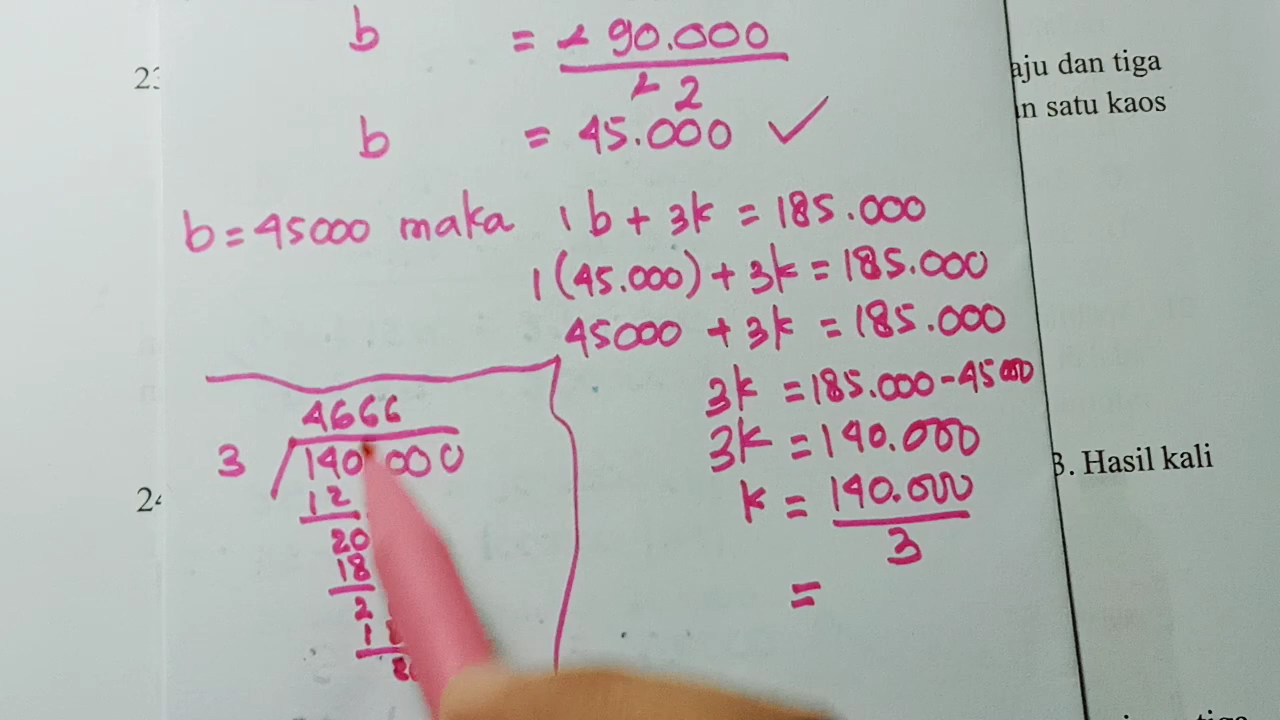 b = - 90.000
- 2
b = 45.000 ✓
b = 45000 maka 1b + 3k = 185.000
1(45.000) + 3k = 185.000
45000 + 3k = 185.000
3k = 185.000 - 45000
3k = 140.000
k = 140.000
3
=
4666
3 140000
12
20
18
2
aju dan tiga
n satu kaos
3. Hasil kali